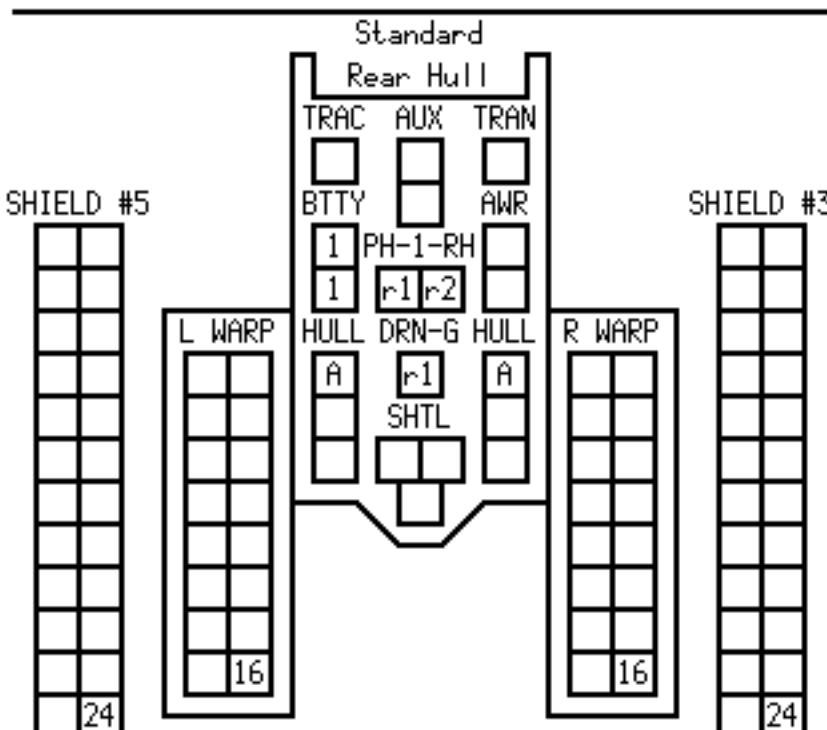 Standard
Rear Hull
TRAC AUX TRAN
SHIELD #5 BTTY AWR SHIELD #3
1 PH-1-RH
1 r1 r2
L WARP HULL DRN-G HULL R WARP
A r1 A
SHTL
16 16
24 24